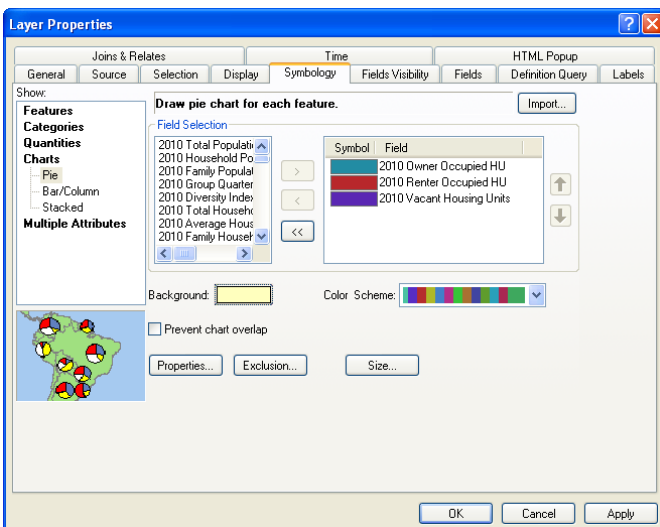 Layer Properties
Joins & Relates Time HTML Popup
General Source Selection Display Symbology Fields Visibility Fields Definition Query Labels
Show:
Features
Categories
Quantities
Charts
Pie
Bar/Column
Stacked
Multiple Attributes
Draw pie chart for each feature.
Import...
Field Selection
2010 Total Populati
2010 Household Po
2010 Family Populat
2010 Group Quarter
2010 Diversity Index
2010 Total Househo
2010 Average Hous
2010 Family Househ
>
<
<<
Symbol Field
2010 Owner Occupied HU
2010 Renter Occupied HU
2010 Vacant Housing Units
Background: Color Scheme:
Prevent chart overlap
Properties... Exclusion... Size...
OK Cancel Apply